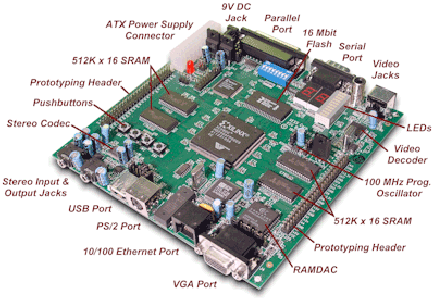 9V DC
Jack
Parallel
Port
ATX Power Supply
Connector
16 Mbit
Flash
Serial
Port
512K x 16 SRAM
Video
Jacks
Prototyping Header
Pushbuttons
XILINX
LEDs
Stereo Codec
Video
Decoder
100 MHz Prog.
Oscillator
Stereo Input &
Output Jacks
USB Port
512K x 16 SRAM
PS/2 Port
10/100 Ethernet Port
Prototyping Header
RAMDAC
VGA Port